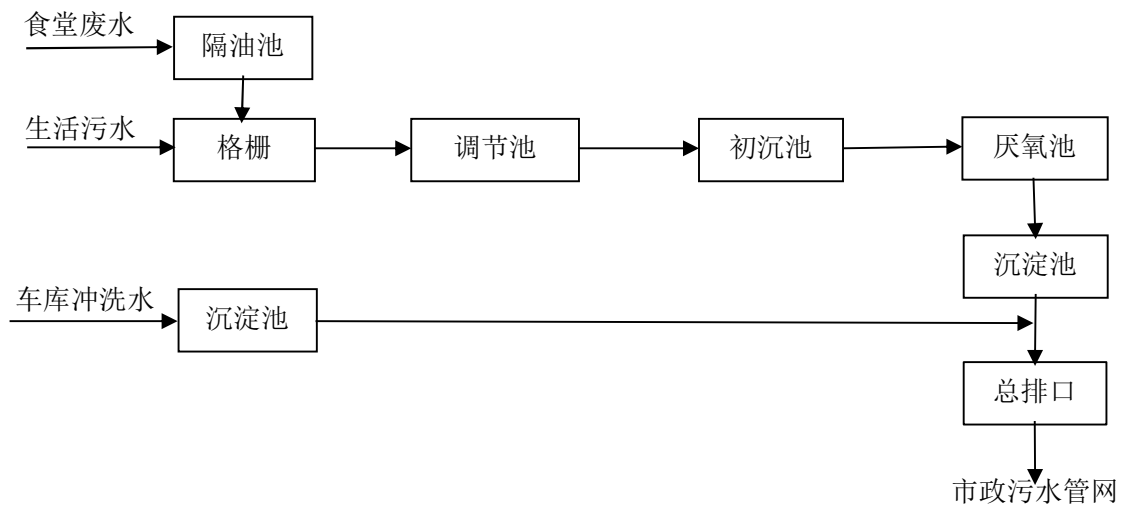 食堂废水
隔油池
生活污水
格栅
调节池
初沉池
厌氧池
沉淀池
车库冲洗水
沉淀池
总排口
市政污水管网